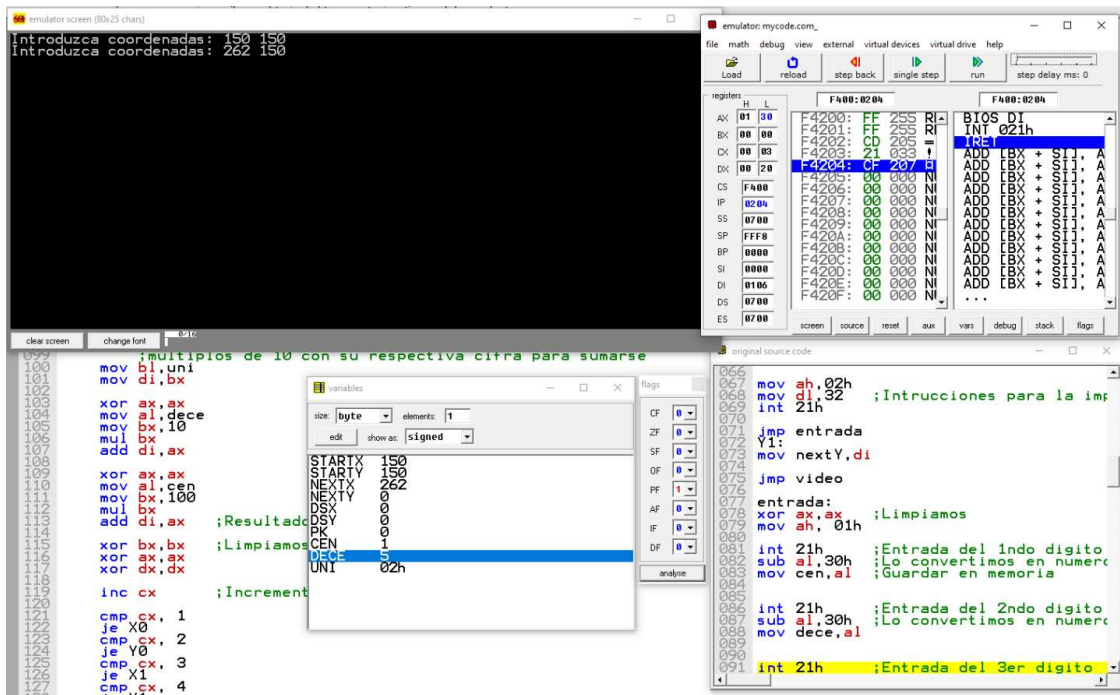 emulator screen (80x25 chars)
Introduzca coordenadas: 150 150
Introduzca coordenadas: 262 150
clear screen
change font
0/16
emulator: mycode.com_
file math debug view external virtual devices virtual drive help
Load reload step back single step run step delay ms: 0
registers
F400:0204
F400:0204
H L
AX 01 30
BX 00 00
CX 00 03
DX 00 20
CS F400
IP 0204
SS 0700
SP FFF8
BP 0000
SI 0000
DI 0106
DS 0700
ES 0700
F4200: FF 255 RE
F4201: FF 255 RE
F4202: CD 205 =
F4203: 21 033 !
F4204: CF 207
F4205: 00 000 NU
F4206: 00 000 NU
F4207: 00 000 NU
F4208: 00 000 NU
F4209: 00 000 NU
F420A: 00 000 NU
F420B: 00 000 NU
F420C: 00 000 NU
F420D: 00 000 NU
F420E: 00 000 NU
F420F: 00 000 NU
BIOS DI
INT 021h
IRET
ADD [BX + SI], A
ADD [BX + SI], A
ADD [BX + SI], A
ADD [BX + SI], A
ADD [BX + SI], A
ADD [BX + SI], A
ADD [BX + SI], A
ADD [BX + SI], A
ADD [BX + SI], A
ADD [BX + SI], A
ADD [BX + SI], A
...
screen source reset aux vars debug stack flags
099 ;multiplos de 10 con su respectiva cifra para sumarse
100 mov bl,uni
101 mov di,bx
102
103 xor ax,ax
104 mov al,dece
105 mov bx,10
106 mul bx
107 add di,ax
108
109 xor ax,ax
110 mov al,cen
111 mov bx,100
112 mul bx
113 add di,ax ;Resultado
114
115 xor bx,bx ;Limpiamos
116 xor ax,ax
117 xor dx,dx
118
119 inc cx ;Increment
120
121 cmp cx, 1
122 je X0
123 cmp cx, 2
124 je Y0
125 cmp cx, 3
126 je X1
127 cmp cx, 4
variables
size: byte elements: 1
edit show as: signed
STARTX 150
STARTY 150
NEXTX 262
NEXTY 0
DSX 0
DSY 0
PK 0
CEN 1
DECE 5
UNI 02h
flags
CF 0
ZF 0
SF 0
OF 0
PF 1
AF 0
IF 0
DF 0
analyse
original source code
066
067 mov ah,02h
068 mov dl,32 ;Intrucciones para la imp
069 int 21h
070
071 jmp entrada
072 Y1:
073 mov nextY,di
074
075 jmp video
076
077 entrada:
078 xor ax,ax ;Limpiamos
079 mov ah, 01h
080
081 int 21h ;Entrada del 1ndo digito
082 sub al,30h ;Lo convertimos en numero
083 mov cen,al ;Guardar en memoria
084
085
086 int 21h ;Entrada del 2ndo digito
087 sub al,30h ;Lo convertimos en numero
088 mov dece,al
089
090
091 int 21h ;Entrada del 3er digito